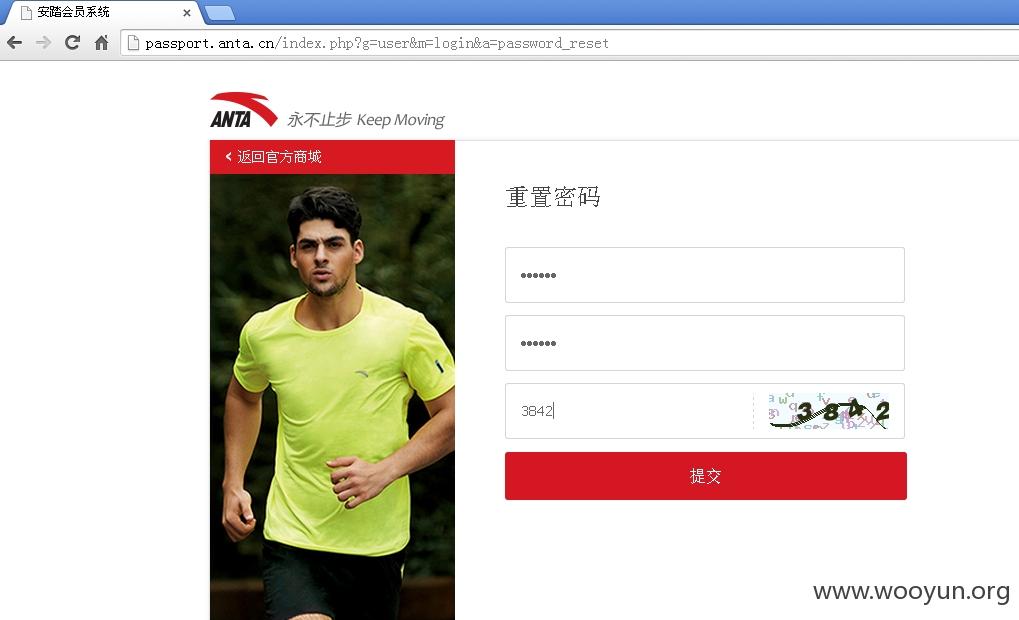 安踏会员系统
passport.anta.cn/index.php?g=user&m=login&a=password_reset
ANTA 永不止步 Keep Moving
返回官方商城
重置密码
••••••
••••••
3842 3842
提交
www.wooyun.org